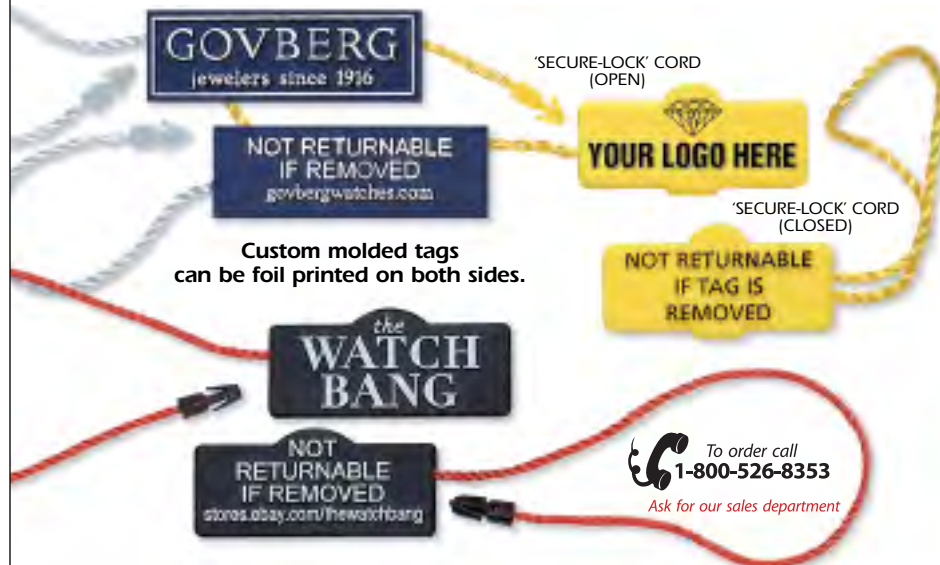 GOVBERG
jewelers since 1916
'SECURE-LOCK' CORD
(OPEN)
YOUR LOGO HERE
NOT RETURNABLE
IF REMOVED
govbergwatches.com
'SECURE-LOCK' CORD
(CLOSED)
Custom molded tags
can be foil printed on both sides.
NOT RETURNABLE
IF TAG IS
REMOVED
the
WATCH
BANG
NOT
RETURNABLE
IF REMOVED
stores.ebay.com/thewatchbang
To order call
1-800-526-8353
Ask for our sales department